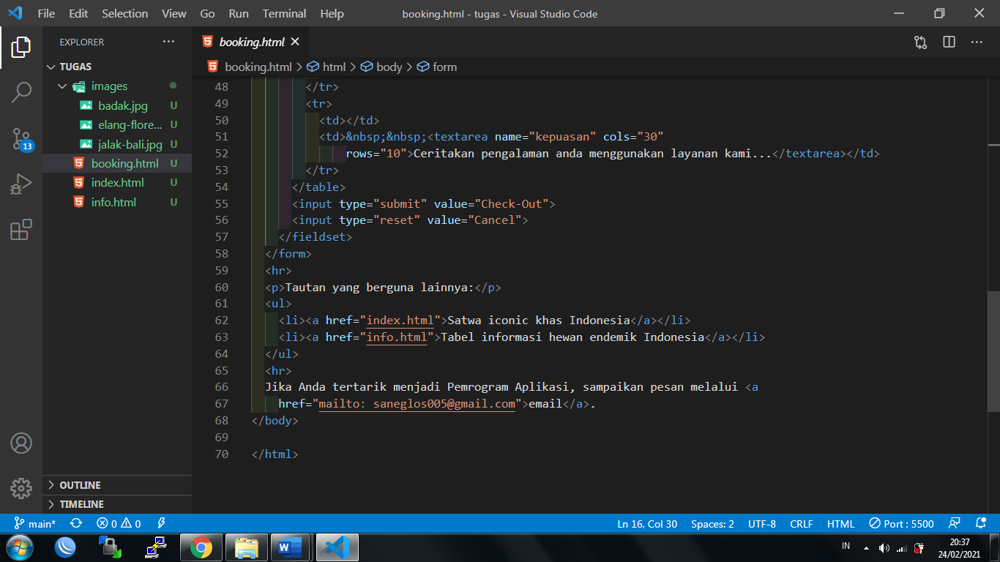 File Edit Selection View Go Run Terminal Help booking.html - tugas - Visual Studio Code
EXPLORER
booking.html
TUGAS
booking.html > html > body > form
images
badak.jpg U
elang-flore... U
jalak-bali.jpg U
booking.html U
index.html U
info.html U
13
48 </tr>
49 <tr>
50 <td></td>
51 <td>&nbsp;&nbsp;<textarea name="kepuasan" cols="30"
52 rows="10">Ceritakan pengalaman anda menggunakan layanan kami...</textarea></td>
53 </tr>
54 </table>
55 <input type="submit" value="Check-Out">
56 <input type="reset" value="Cancel">
57 </fieldset>
58 </form>
59 <hr>
60 <p>Tautan yang berguna lainnya:</p>
61 <ul>
62 <li><a href="index.html">Satwa iconic khas Indonesia</a></li>
63 <li><a href="info.html">Tabel informasi hewan endemik Indonesia</a></li>
64 </ul>
65 <hr>
66 Jika Anda tertarik menjadi Pemrogram Aplikasi, sampaikan pesan melalui <a
67 href="mailto: saneglos005@gmail.com">email</a>.
68 </body>
69
70 </html>
OUTLINE
TIMELINE
main* 0 0 Ln 16, Col 30 Spaces: 2 UTF-8 CRLF HTML Port : 5500
IN 20:37
24/02/2021